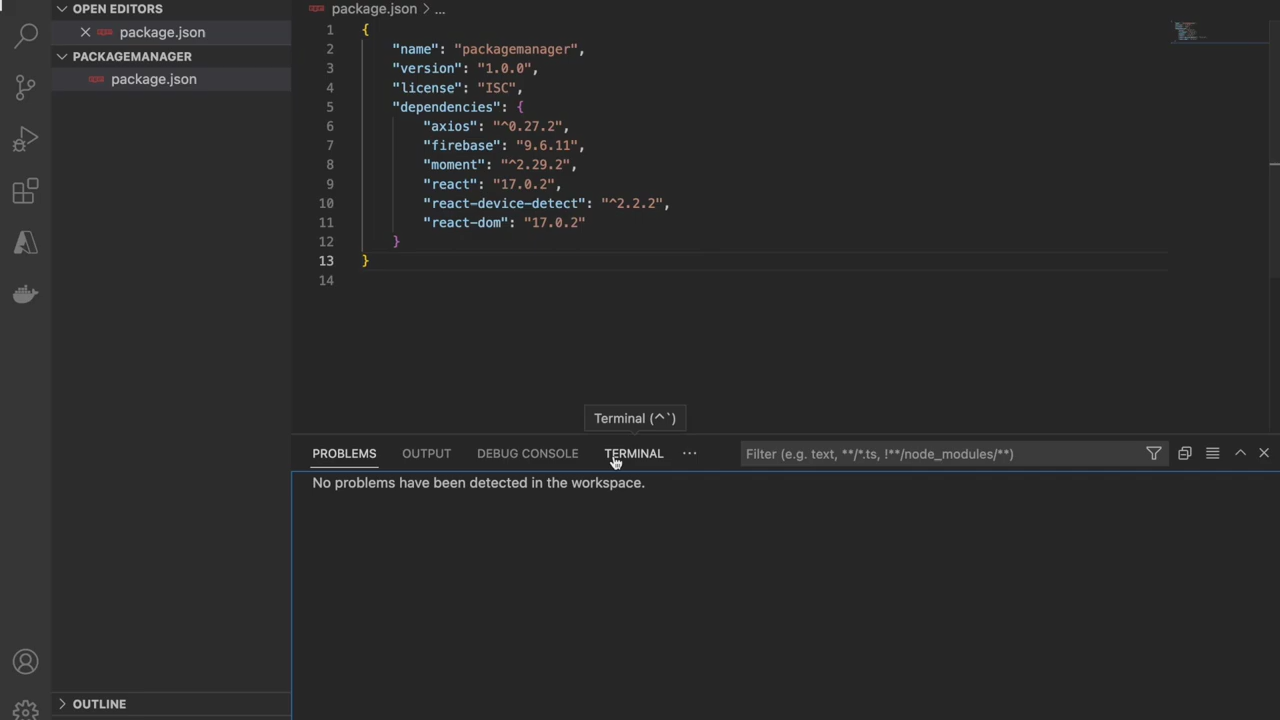 OPEN EDITORS
package.json
PACKAGEMANAGER
package.json
OUTLINE
package.json > ...
1 {
2 "name": "packagemanager",
3 "version": "1.0.0",
4 "license": "ISC",
5 "dependencies": {
6 "axios": "^0.27.2",
7 "firebase": "9.6.11",
8 "moment": "^2.29.2",
9 "react": "17.0.2",
10 "react-device-detect": "^2.2.2",
11 "react-dom": "17.0.2"
12 }
13 }
14
Terminal (^`)
PROBLEMS OUTPUT DEBUG CONSOLE TERMINAL ... Filter (e.g. text, **/*.ts, !**/node_modules/**)
No problems have been detected in the workspace.